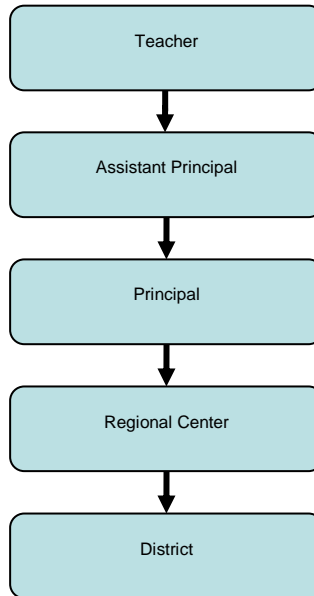 Teacher
Assistant Principal
Principal
Regional Center
District